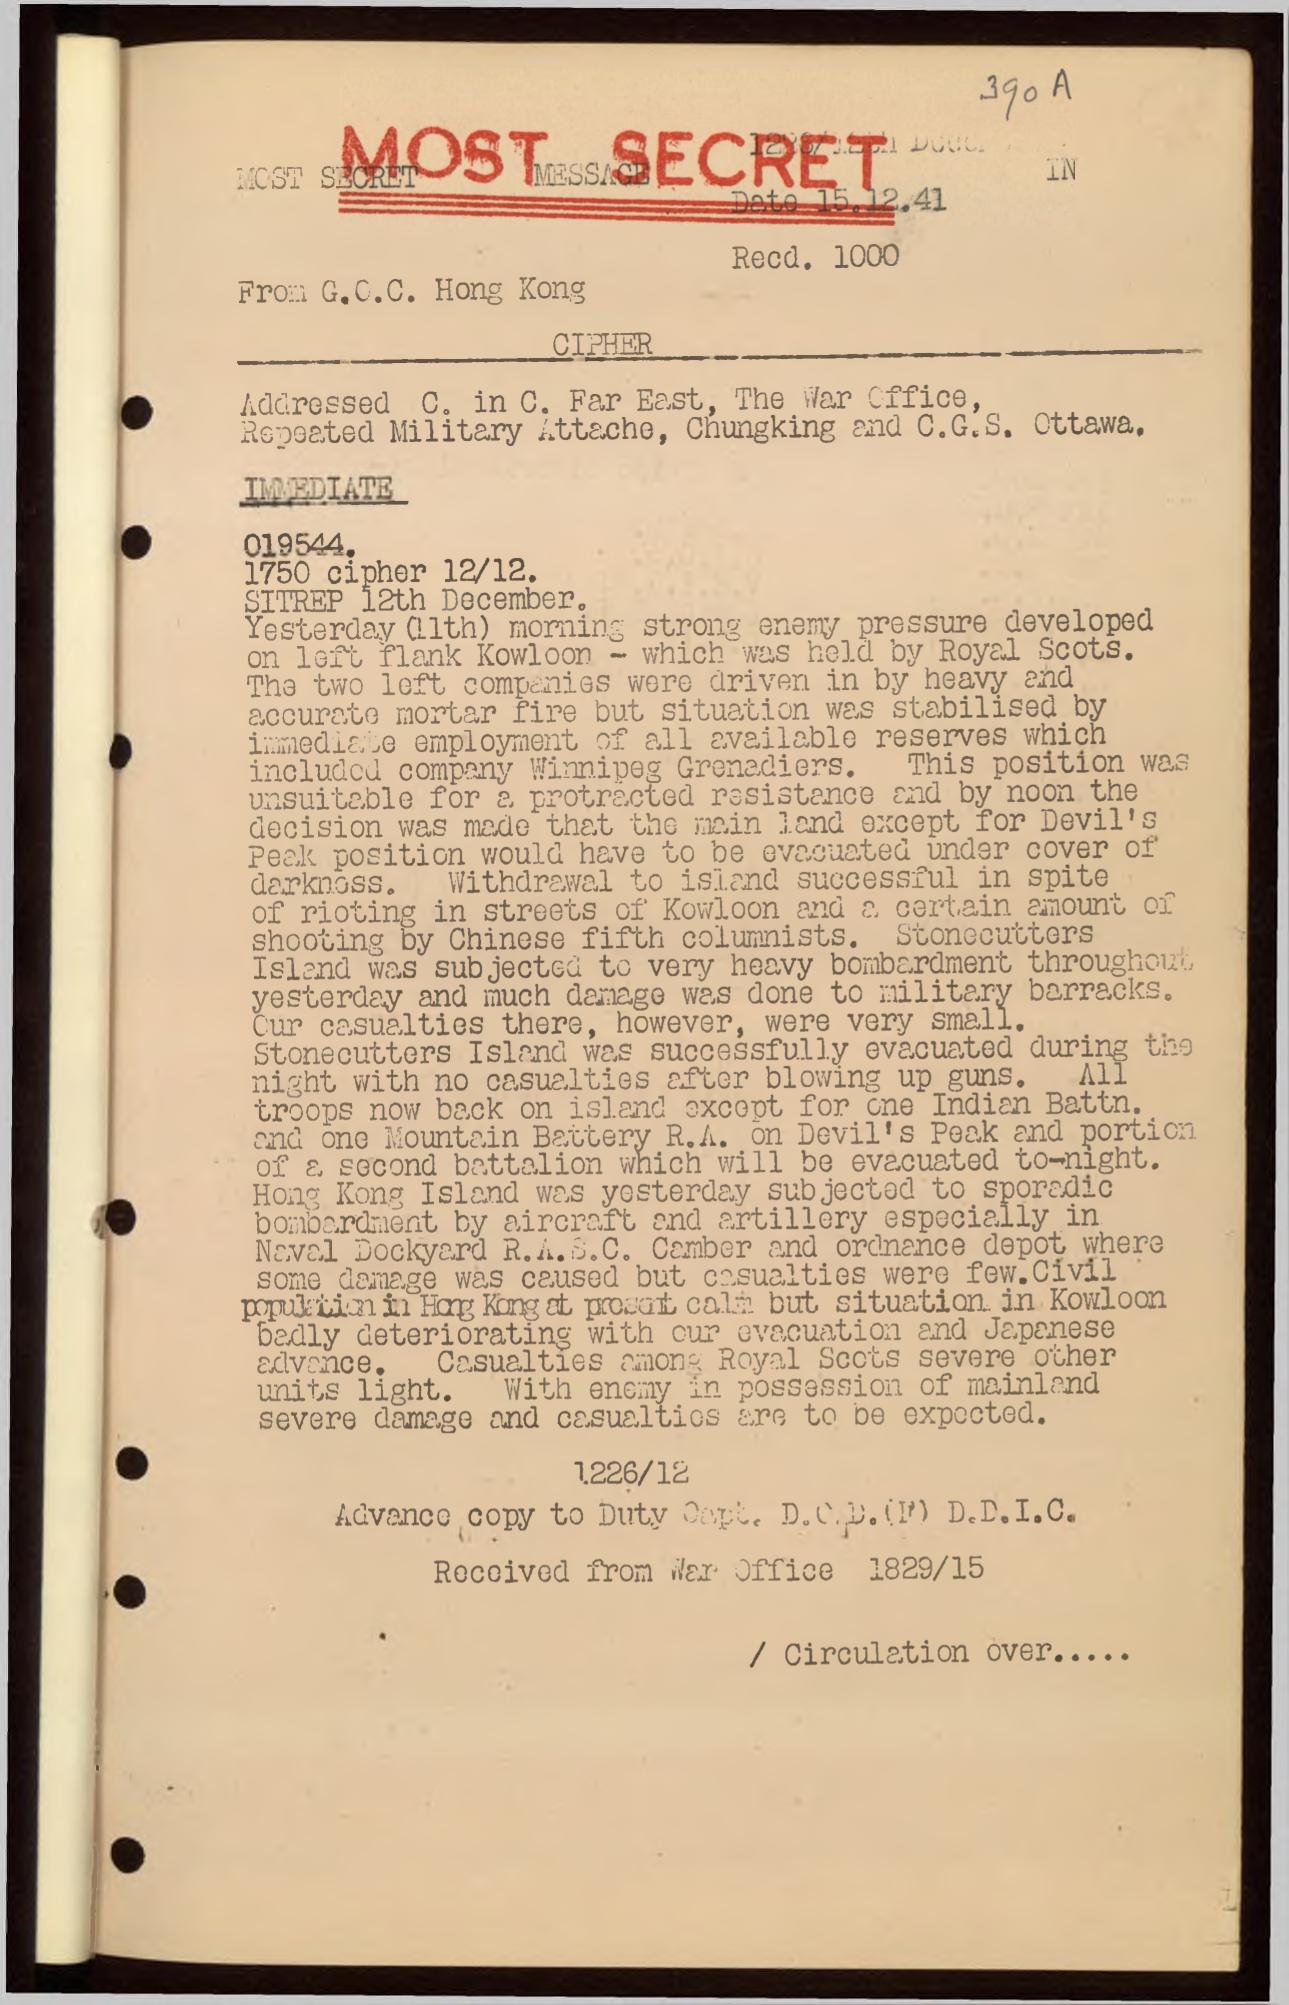 390 A
MOST SECRET
MOST SECRET MESSAGE IN
Date 15.12.41
Recd. 1000
From G.O.C. Hong Kong
CIPHER
Addressed C. in C. Far East, The War Office,
Repeated Military Attache, Chungking and C.G.S. Ottawa.
IMMEDIATE
019544.
1750 cipher 12/12.
SITREP 12th December.
Yesterday (11th) morning strong enemy pressure developed
on left flank Kowloon - which was held by Royal Scots.
The two left companies were driven in by heavy and
accurate mortar fire but situation was stabilised by
immediate employment of all available reserves which
included company Winnipeg Grenadiers. This position was
unsuitable for a protracted resistance and by noon the
decision was made that the main land except for Devil's
Peak position would have to be evacuated under cover of
darkness. Withdrawal to island successful in spite
of rioting in streets of Kowloon and a certain amount of
shooting by Chinese fifth columnists. Stonecutters
Island was subjected to very heavy bombardment throughout
yesterday and much damage was done to military barracks.
Our casualties there, however, were very small.
Stonecutters Island was successfully evacuated during the
night with no casualties after blowing up guns. All
troops now back on island except for one Indian Battn.
and one Mountain Battery R.A. on Devil's Peak and portion
of a second battalion which will be evacuated to-night.
Hong Kong Island was yesterday subjected to sporadic
bombardment by aircraft and artillery especially in
Naval Dockyard R.A.S.C. Camber and ordnance depot where
some damage was caused but casualties were few.Civil
population in Hong Kong at present calm but situation in Kowloon
badly deteriorating with our evacuation and Japanese
advance. Casualties among Royal Scots severe other
units light. With enemy in possession of mainland
severe damage and casualties are to be expected.
1226/12
Advance copy to Duty Capt. D.D.I.C.
Received from War Office 1829/15
/ Circulation over.....